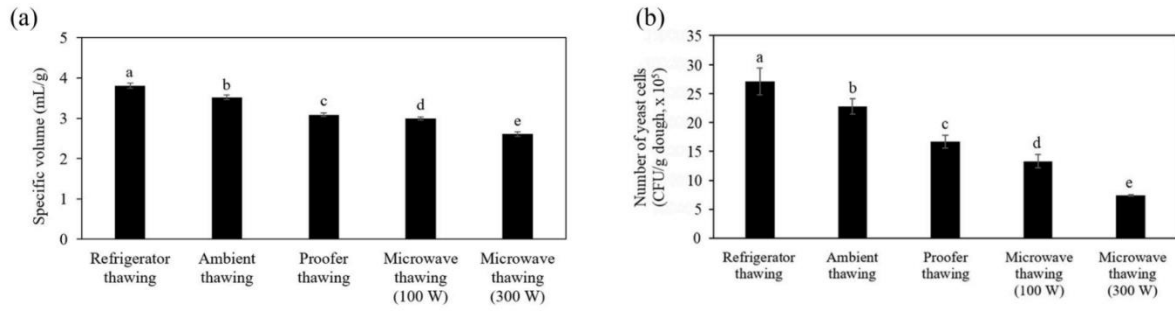 (a)
Specific volume (mL/g)
5
4
3
2
1
0
a
b
c
d
e
Refrigerator
thawing
Ambient
thawing
Proofer
thawing
Microwave
thawing
(100 W)
Microwave
thawing
(300 W)
(b)
Number of yeast cells
(CFU/g dough, x 10⁵)
35
30
25
20
15
10
5
0
a
b
c
d
e
Refrigerator
thawing
Ambient
thawing
Proofer
thawing
Microwave
thawing
(100 W)
Microwave
thawing
(300 W)